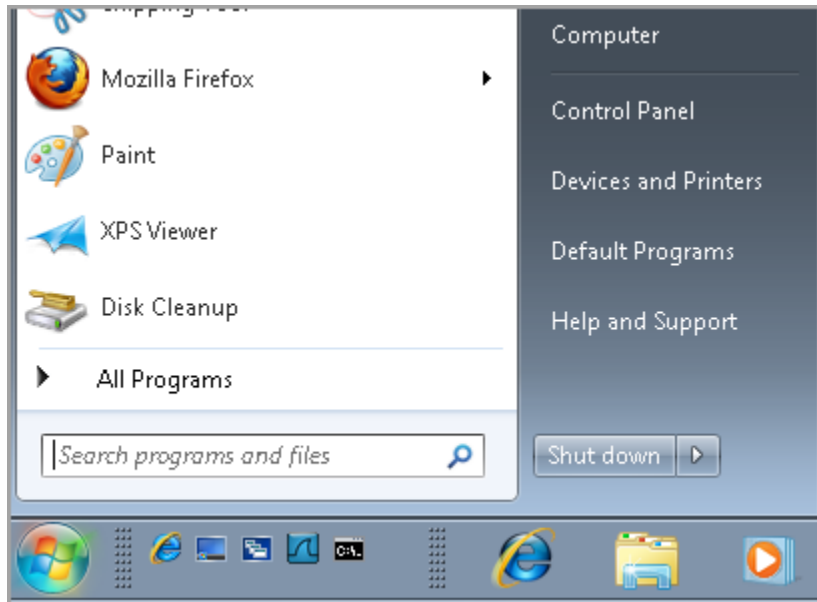 Mozilla Firefox
Paint
XPS Viewer
Disk Cleanup
All Programs
Search programs and files
Computer
Control Panel
Devices and Printers
Default Programs
Help and Support
Shut down
C:\.